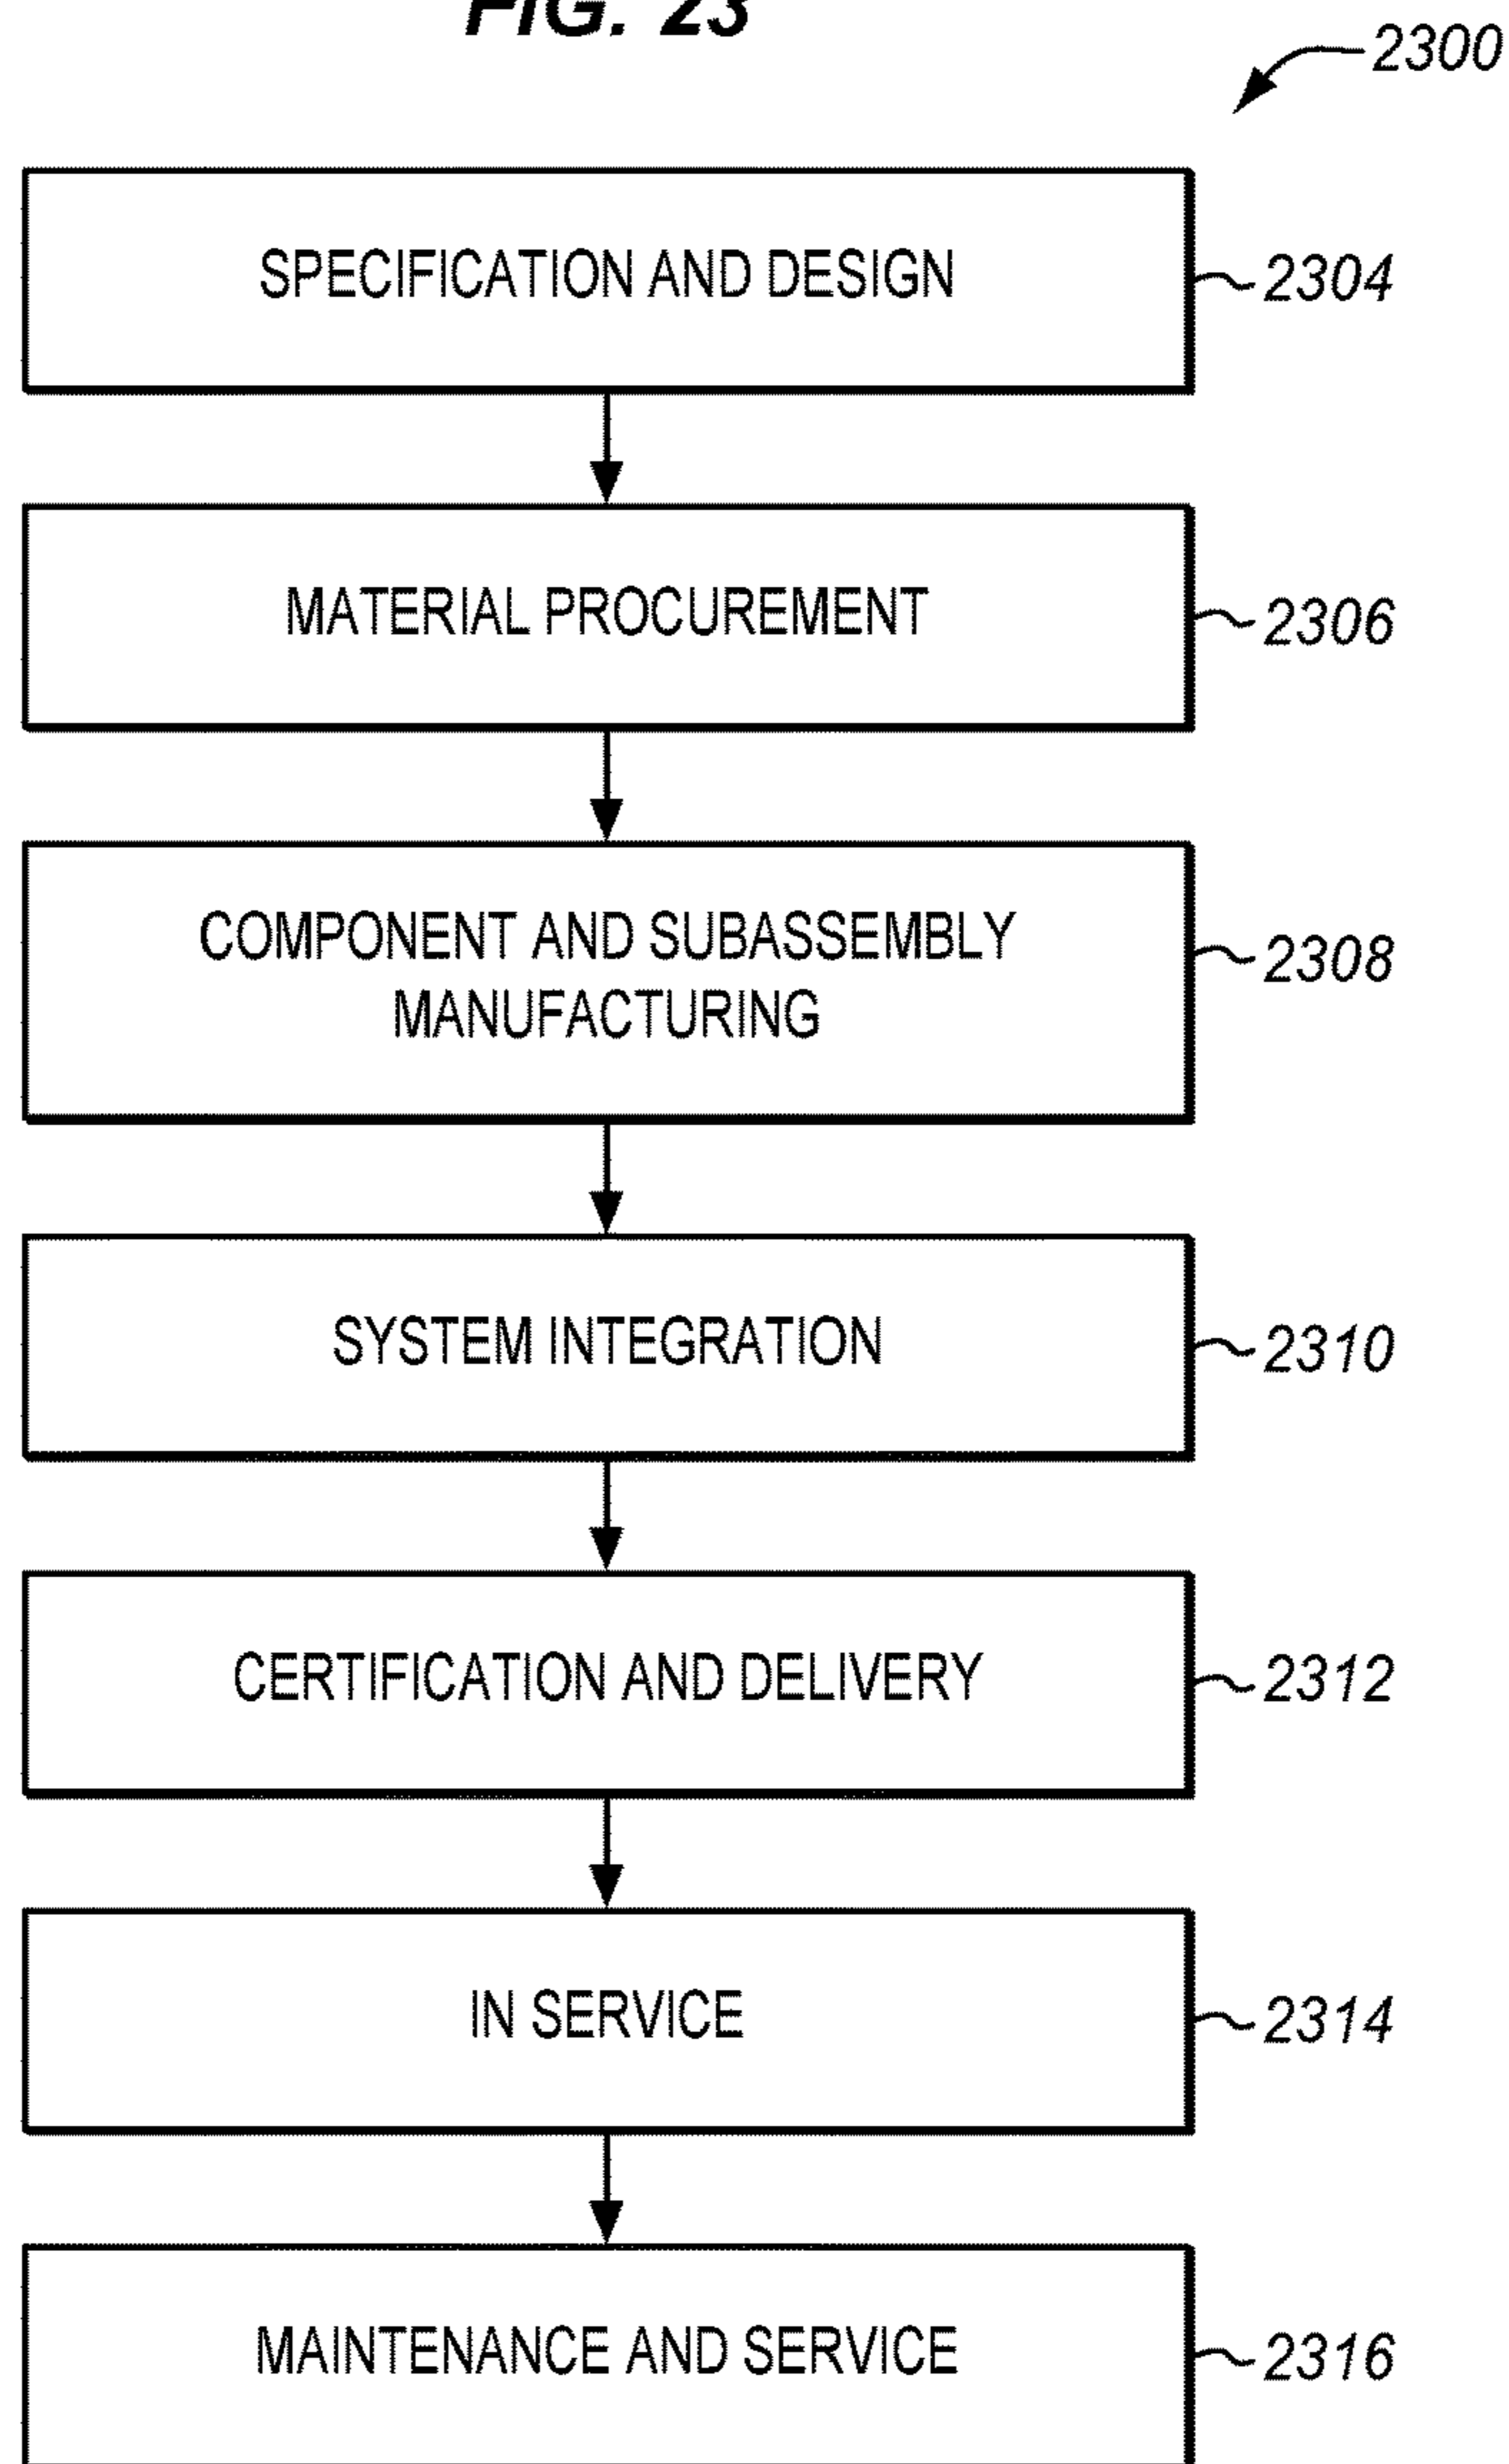 FIG. 23
2300
SPECIFICATION AND DESIGN
2304
MATERIAL PROCUREMENT
2306
COMPONENT AND SUBASSEMBLY
MANUFACTURING
2308
SYSTEM INTEGRATION
2310
CERTIFICATION AND DELIVERY
2312
IN SERVICE
2314
MAINTENANCE AND SERVICE
2316